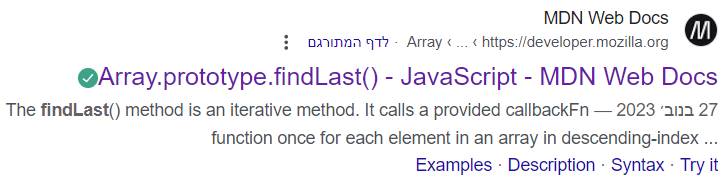 MDN Web Docs
https://developer.mozilla.org › ... › Array · לדף המתורגם
Array.prototype.findLast() - JavaScript - MDN Web Docs
27 בנוב׳ 2023 — The findLast() method is an iterative method. It calls a provided callbackFn
function once for each element in an array in descending-index ...
Examples · Description · Syntax · Try it